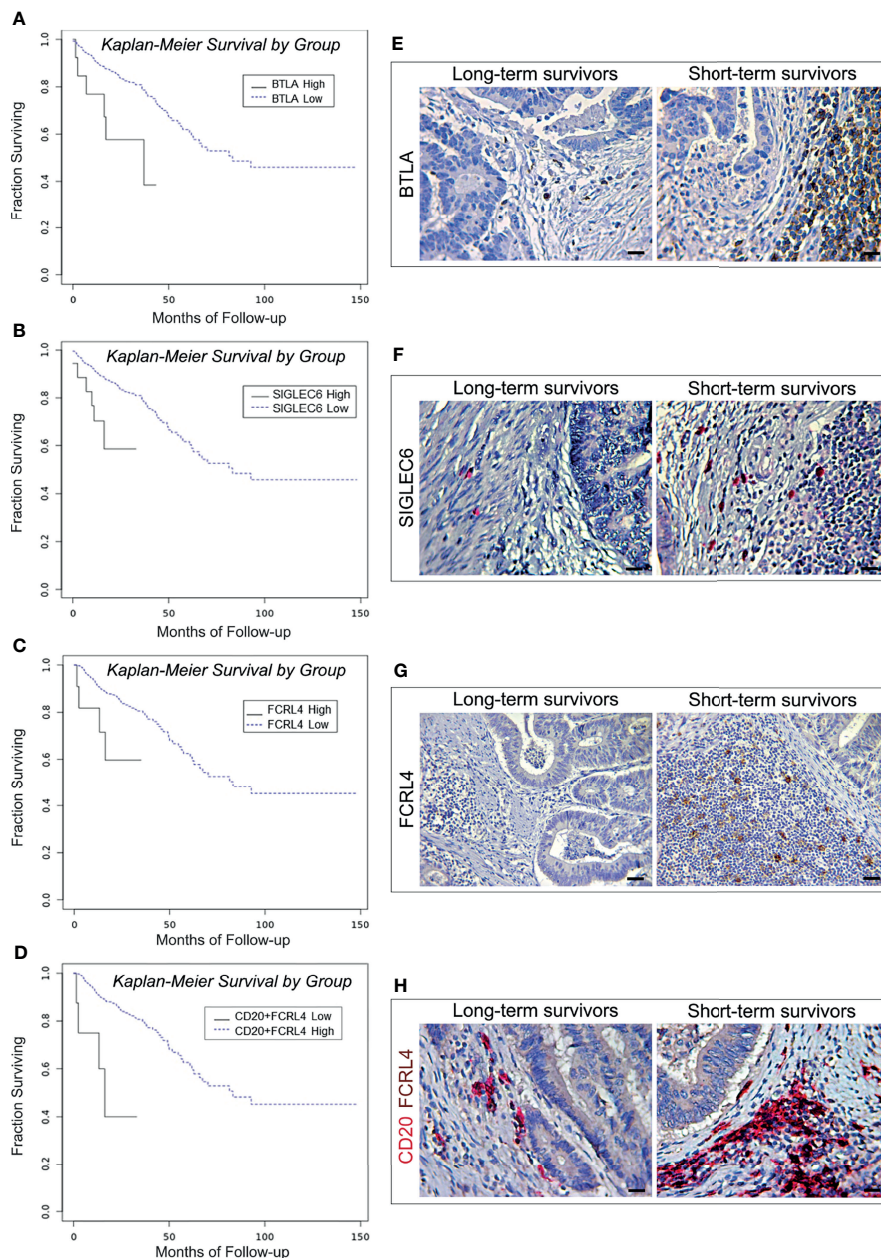 A
Kaplan-Meier Survival by Group
BTLA High
BTLA Low
Fraction Surviving
1.0
0.8
0.6
0.4
0.2
0.0
0 50 100 150
Months of Follow-up
B
Kaplan-Meier Survival by Group
SIGLEC6 High
SIGLEC6 Low
Fraction Surviving
1.0
0.8
0.6
0.4
0.2
0.0
0 50 100 150
Months of Follow-up
C
Kaplan-Meier Survival by Group
FCRL4 High
FCRL4 Low
Fraction Surviving
1.0
0.8
0.6
0.4
0.2
0.0
0 50 100 150
Months of Follow-up
D
Kaplan-Meier Survival by Group
CD20+FCRL4 Low
CD20+FCRL4 High
Fraction Surviving
1.0
0.8
0.6
0.4
0.2
0.0
0 50 100 150
Months of Follow-up
E
Long-term survivors Short-term survivors
BTLA
F
Long-term survivors Short-term survivors
SIGLEC6
G
Long-term survivors Short-term survivors
FCRL4
H
Long-term survivors Short-term survivors
CD20 FCRL4